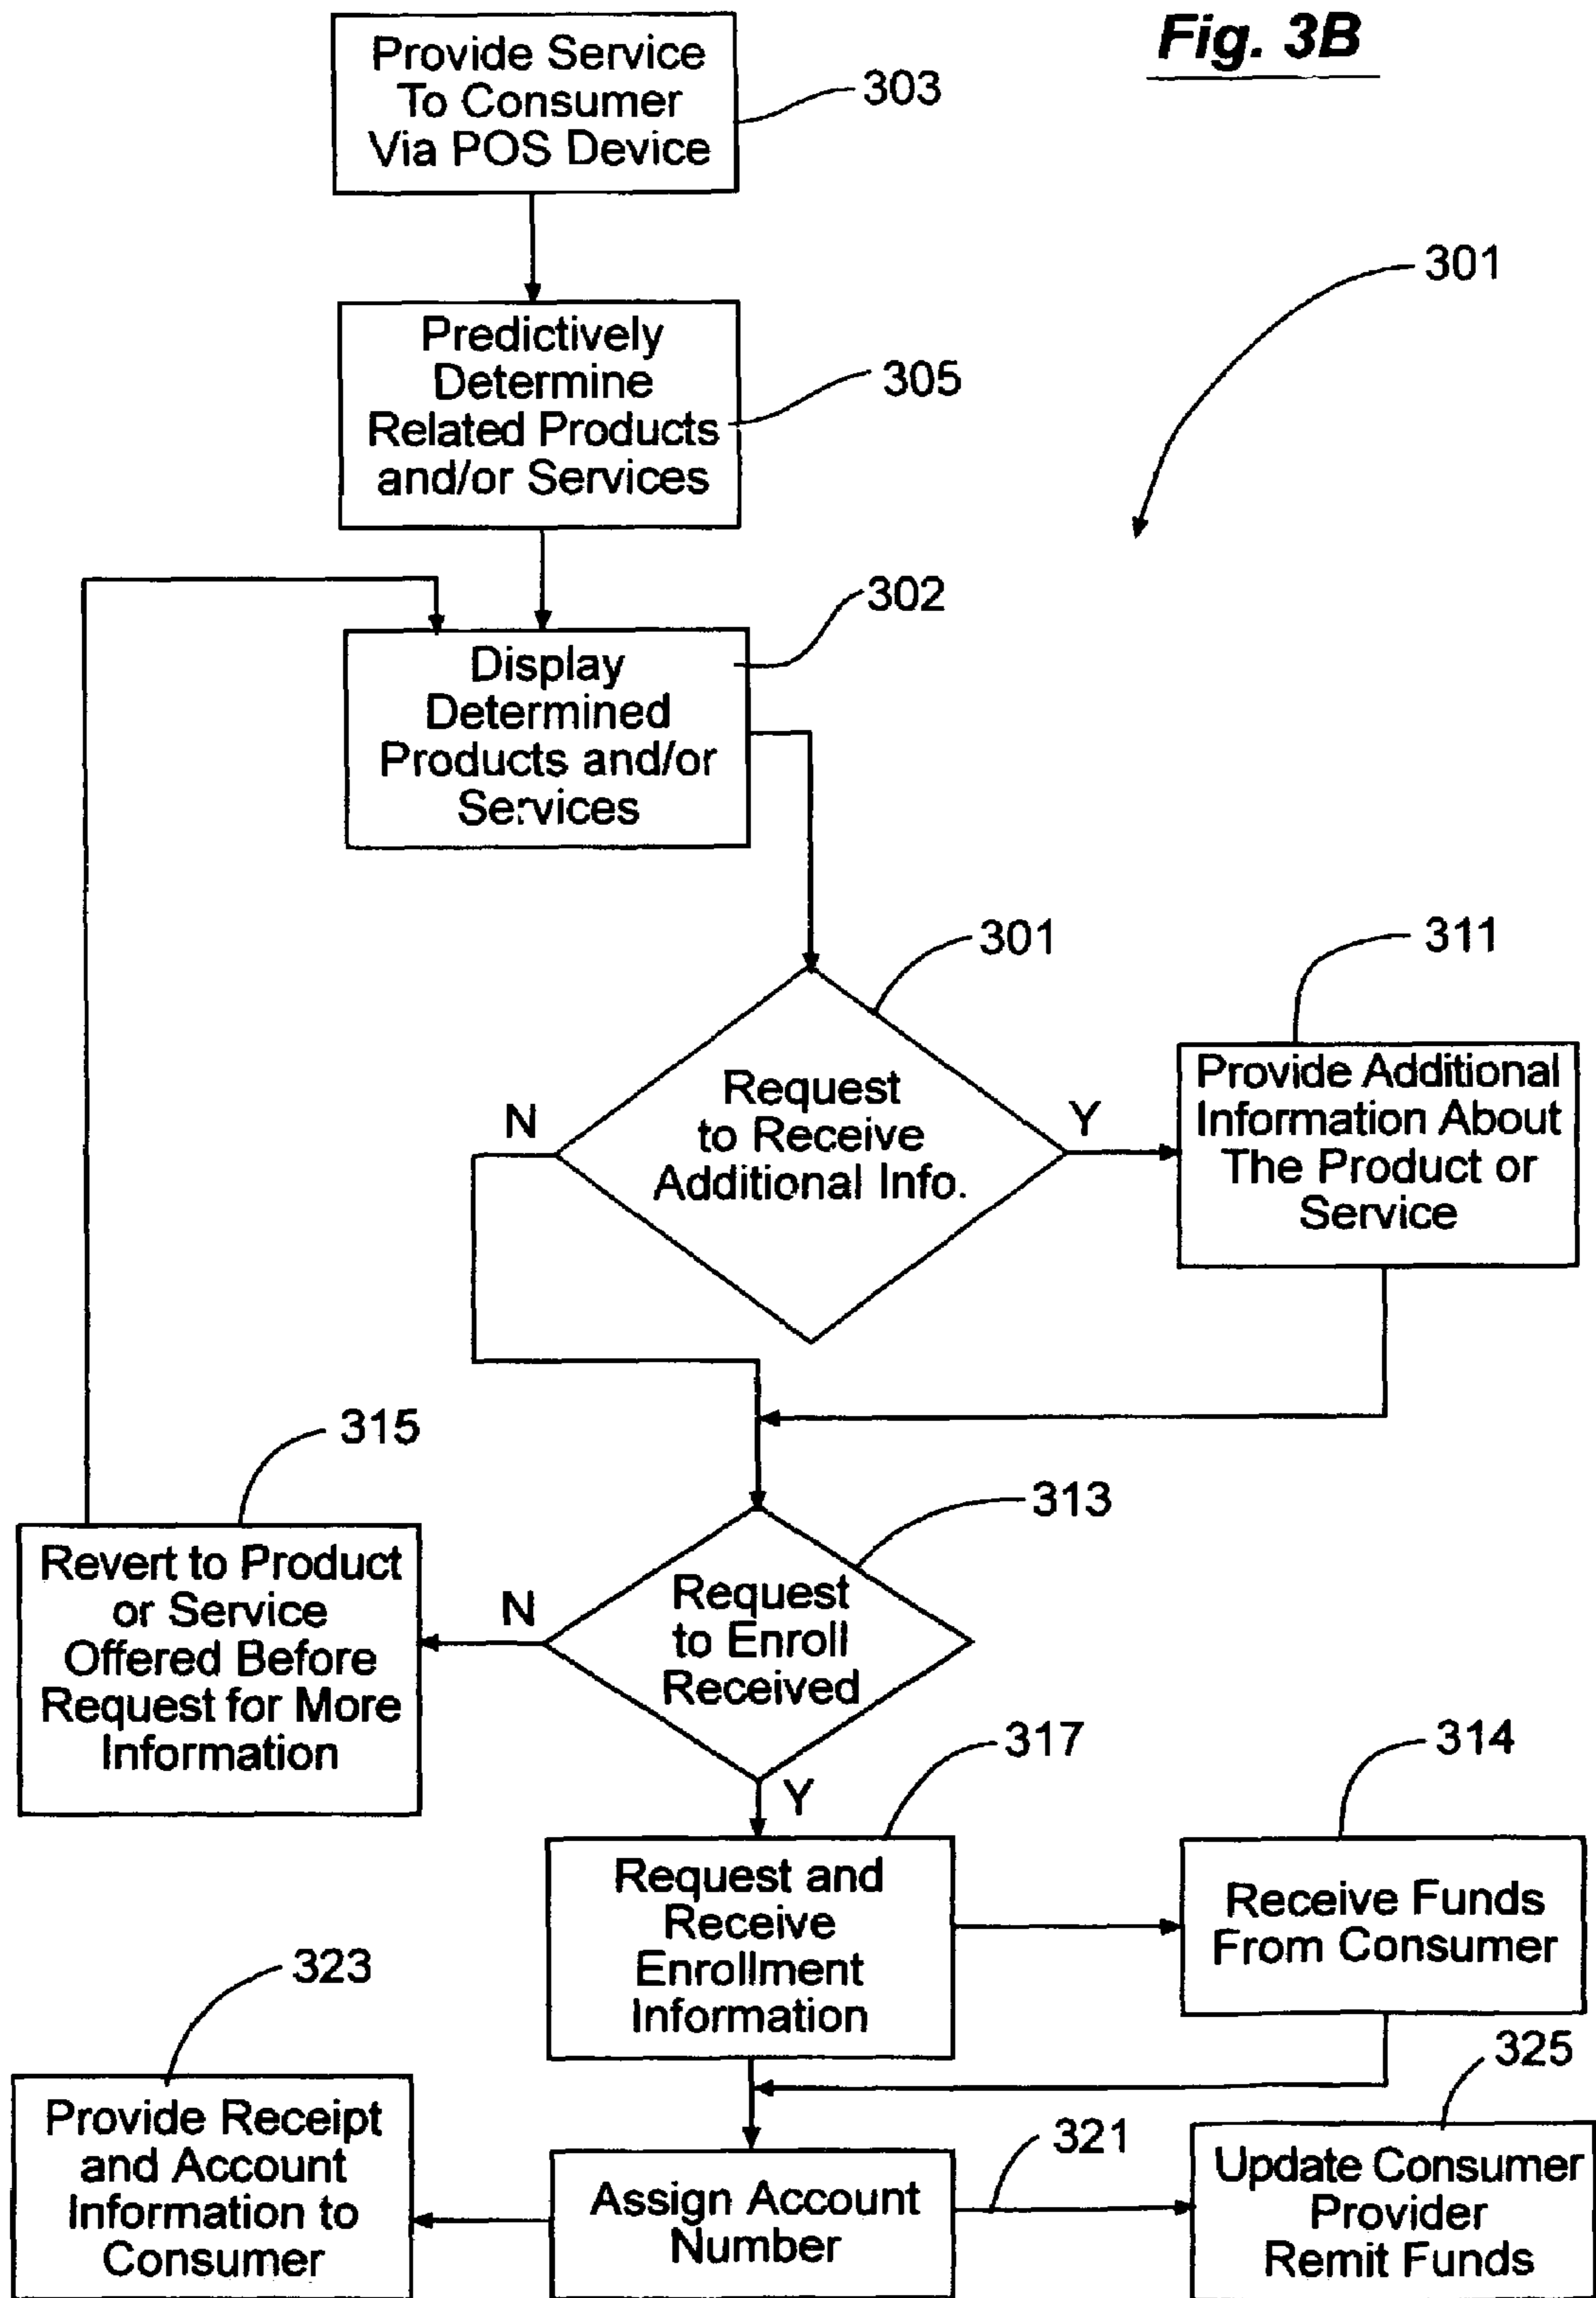 Fig. 3B
Provide Service
To Consumer
Via POS Device
303
301
Predictively
Determine
Related Products
and/or Services
305
302
Display
Determined
Products and/or
Services
301
311
Request
to Receive
Additional Info.
N
Y
Provide Additional
Information About
The Product or
Service
315
313
Revert to Product
or Service
Offered Before
Request for More
Information
N
Request
to Enroll
Received
Y
317
314
Request and
Receive
Enrollment
Information
Receive Funds
From Consumer
323
325
Provide Receipt
and Account
Information to
Consumer
Assign Account
Number
321
Update Consumer
Provider
Remit Funds